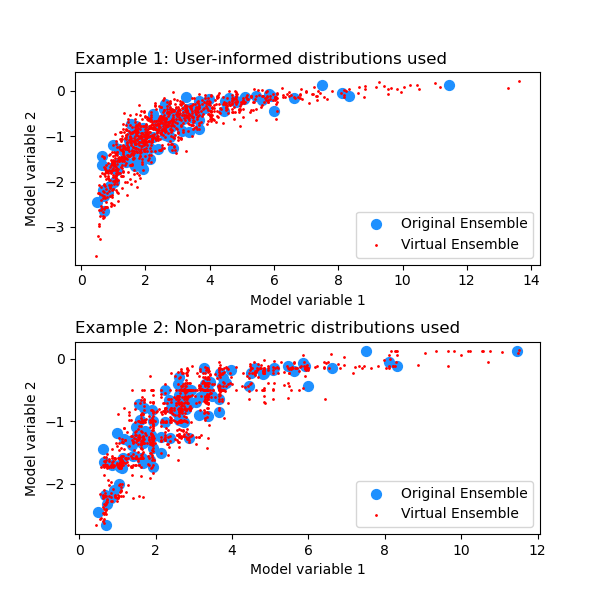 Example 1: User-informed distributions used
0
−1
−2
−3
Model variable 2
Original Ensemble
Virtual Ensemble
0 2 4 6 8 10 12 14
Model variable 1
Example 2: Non-parametric distributions used
0
−1
−2
Model variable 2
Original Ensemble
Virtual Ensemble
0 2 4 6 8 10 12
Model variable 1